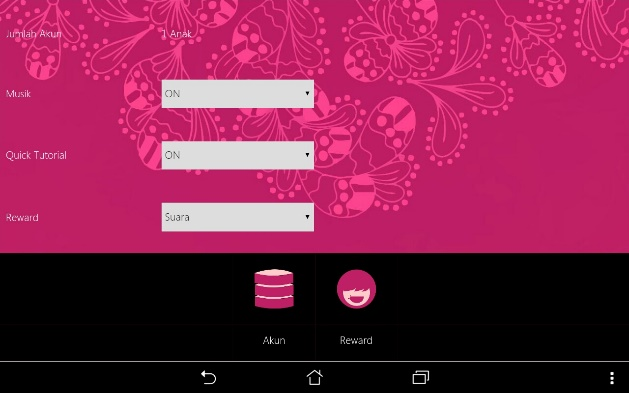 Jumlah Akun 1 Anak
Musik ON
Quick Tutorial ON
Reward Suara
Akun Reward